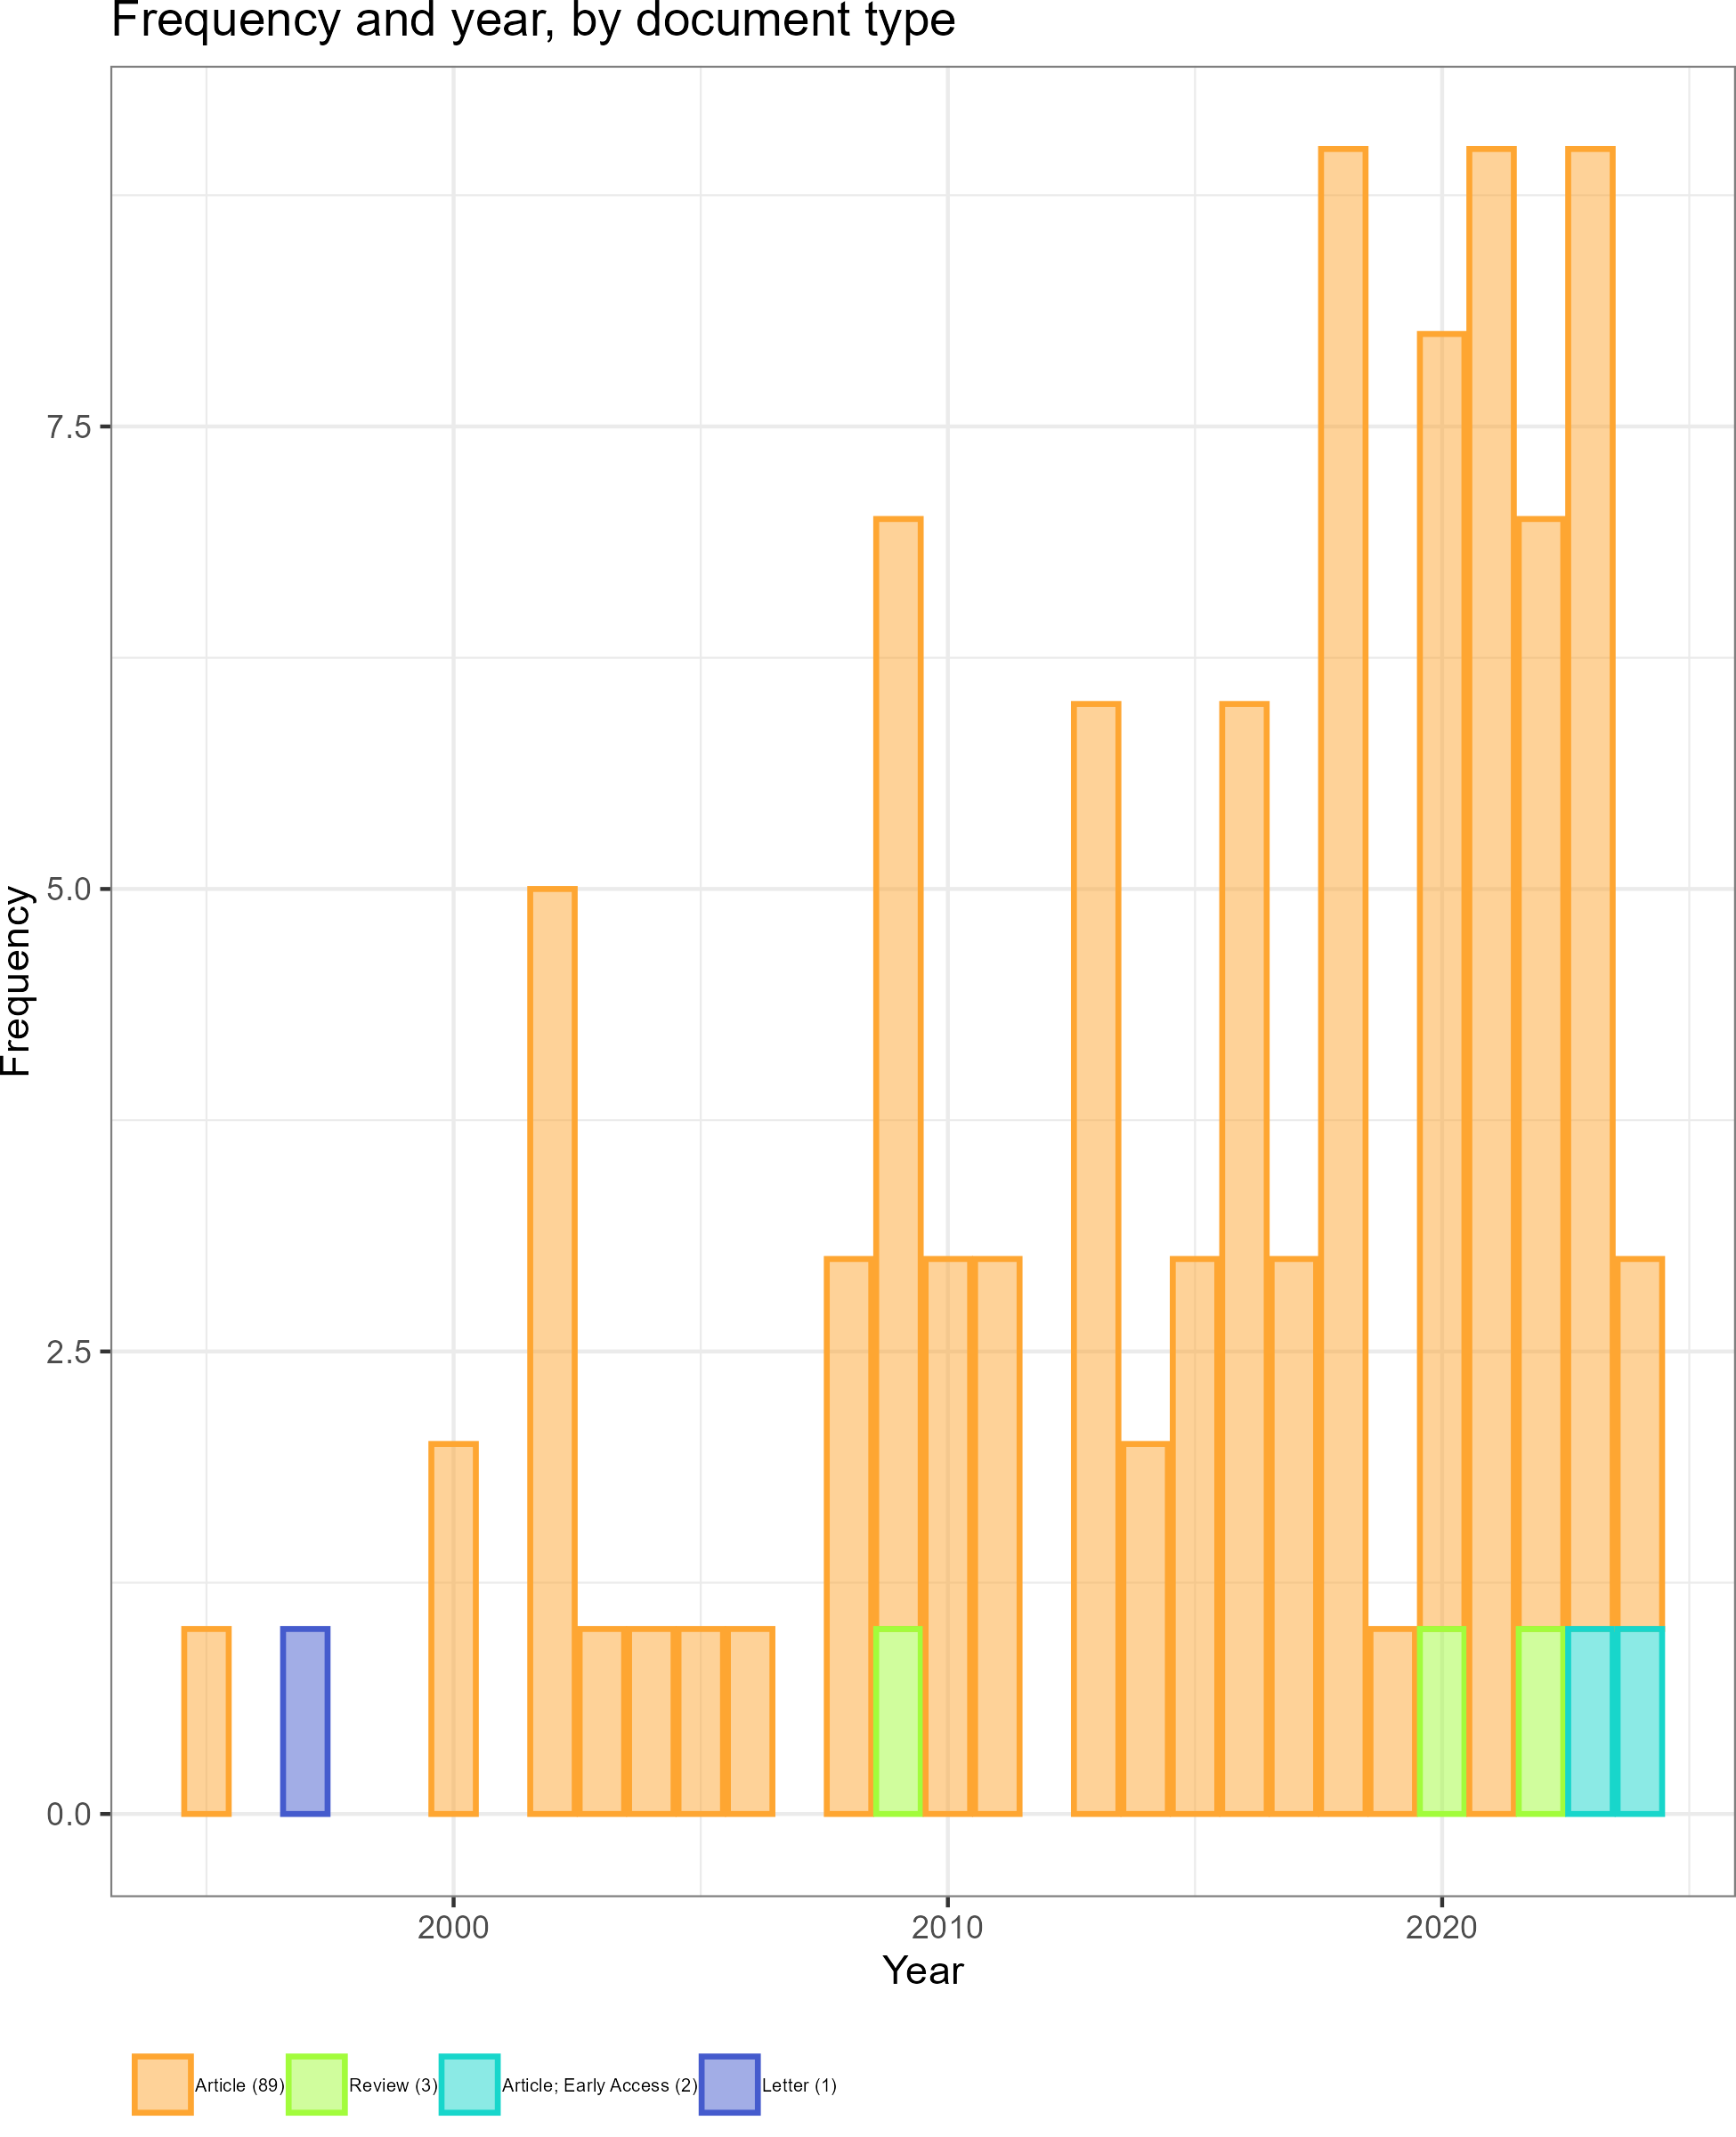 Frequency and year, by document type
Frequency
7.5
5.0
2.5
0.0
2000 2010 2020
Year
Article (89) Review (3) Article; Early Access (2) Letter (1)